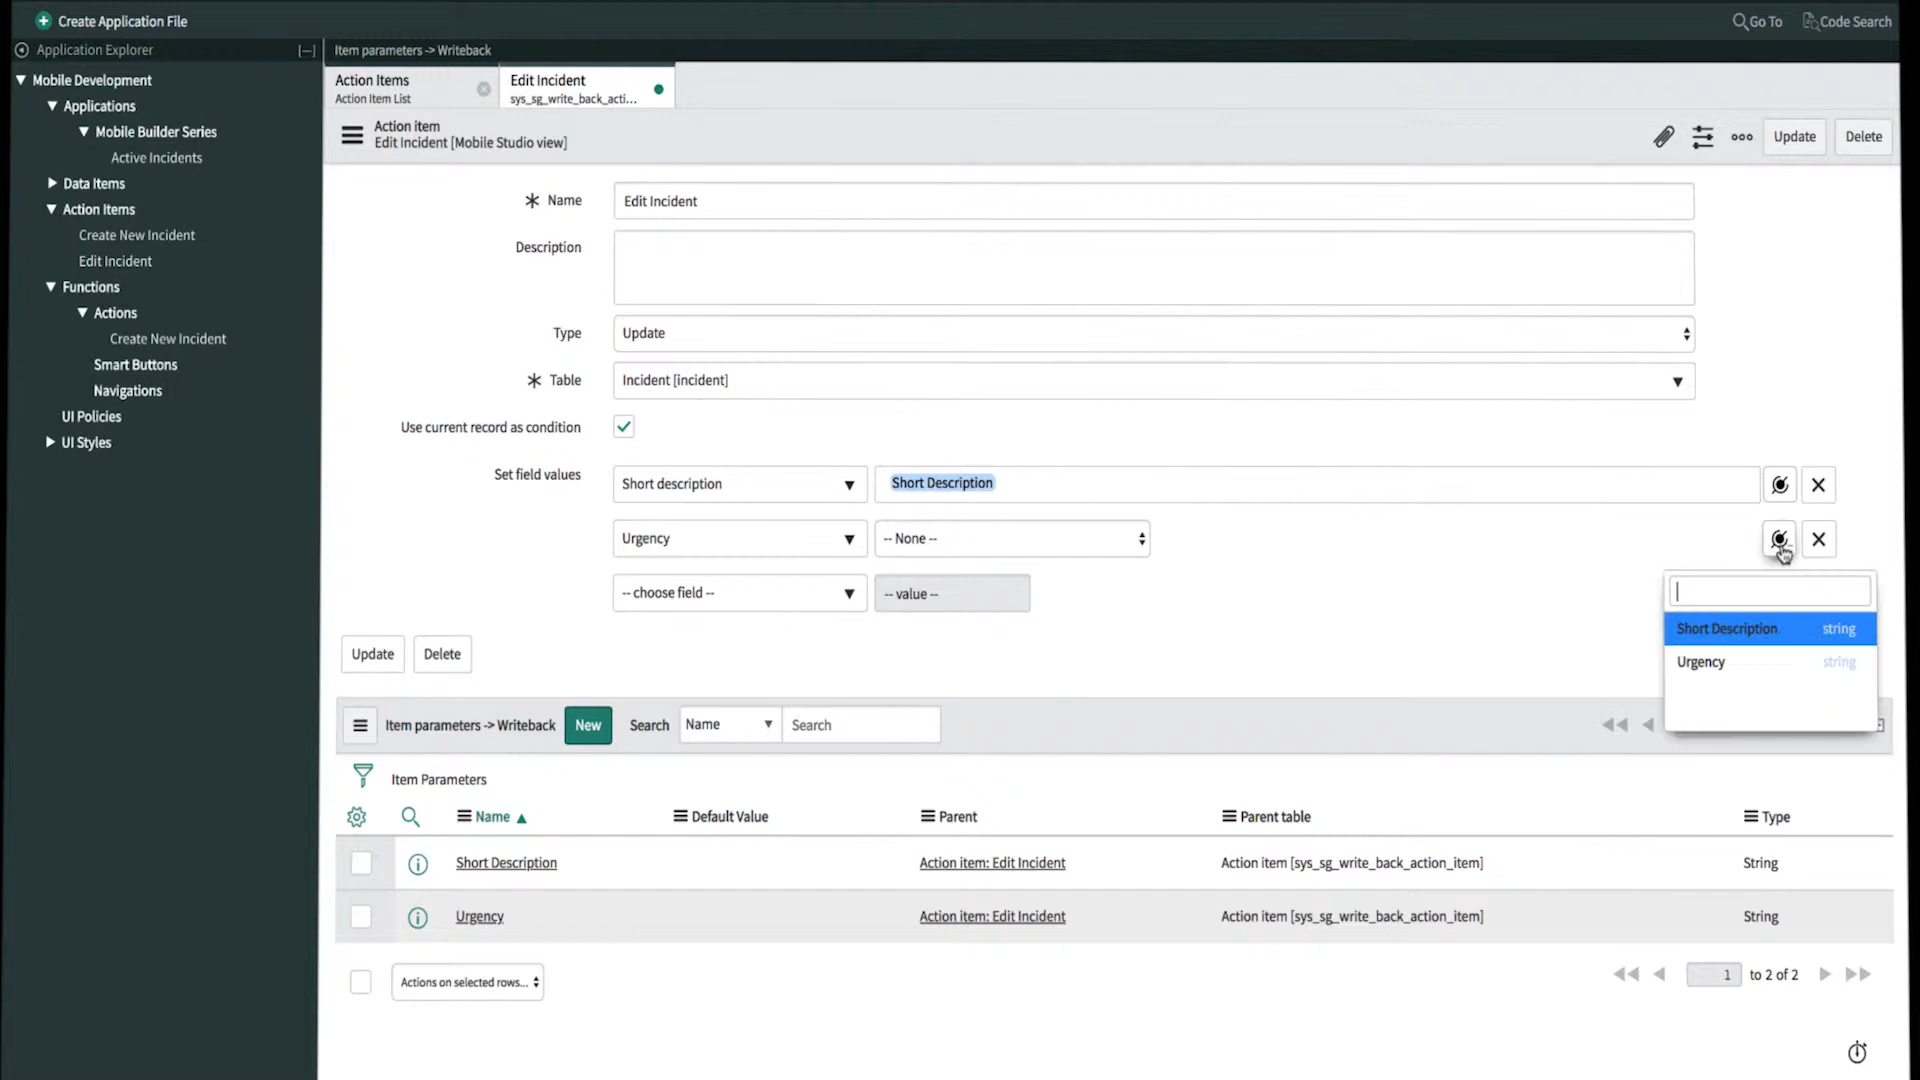 Create Application File
Go To
Code Search
Application Explorer
Item parameters -> Writeback
Mobile Development
Applications
Mobile Builder Series
Active Incidents
Data Items
Action Items
Create New Incident
Edit Incident
Functions
Actions
Create New Incident
Smart Buttons
Navigations
UI Policies
UI Styles
Action Items
Action Item List
Edit Incident
sys_sg_write_back_acti...
Action item
Edit Incident [Mobile Studio view]
Update
Delete
Name
Edit Incident
Description
Type
Update
Table
Incident [incident]
Use current record as condition
Set field values
Short description
Short Description
Urgency
-- None --
-- choose field --
-- value --
Short Description string
Urgency string
Update
Delete
Item parameters -> Writeback
New
Search
Name
Search
Item Parameters
Name
Default Value
Parent
Parent table
Type
Short Description
Action item: Edit Incident
Action item [sys_sg_write_back_action_item]
String
Urgency
Action item: Edit Incident
Action item [sys_sg_write_back_action_item]
String
Actions on selected rows...
1 to 2 of 2